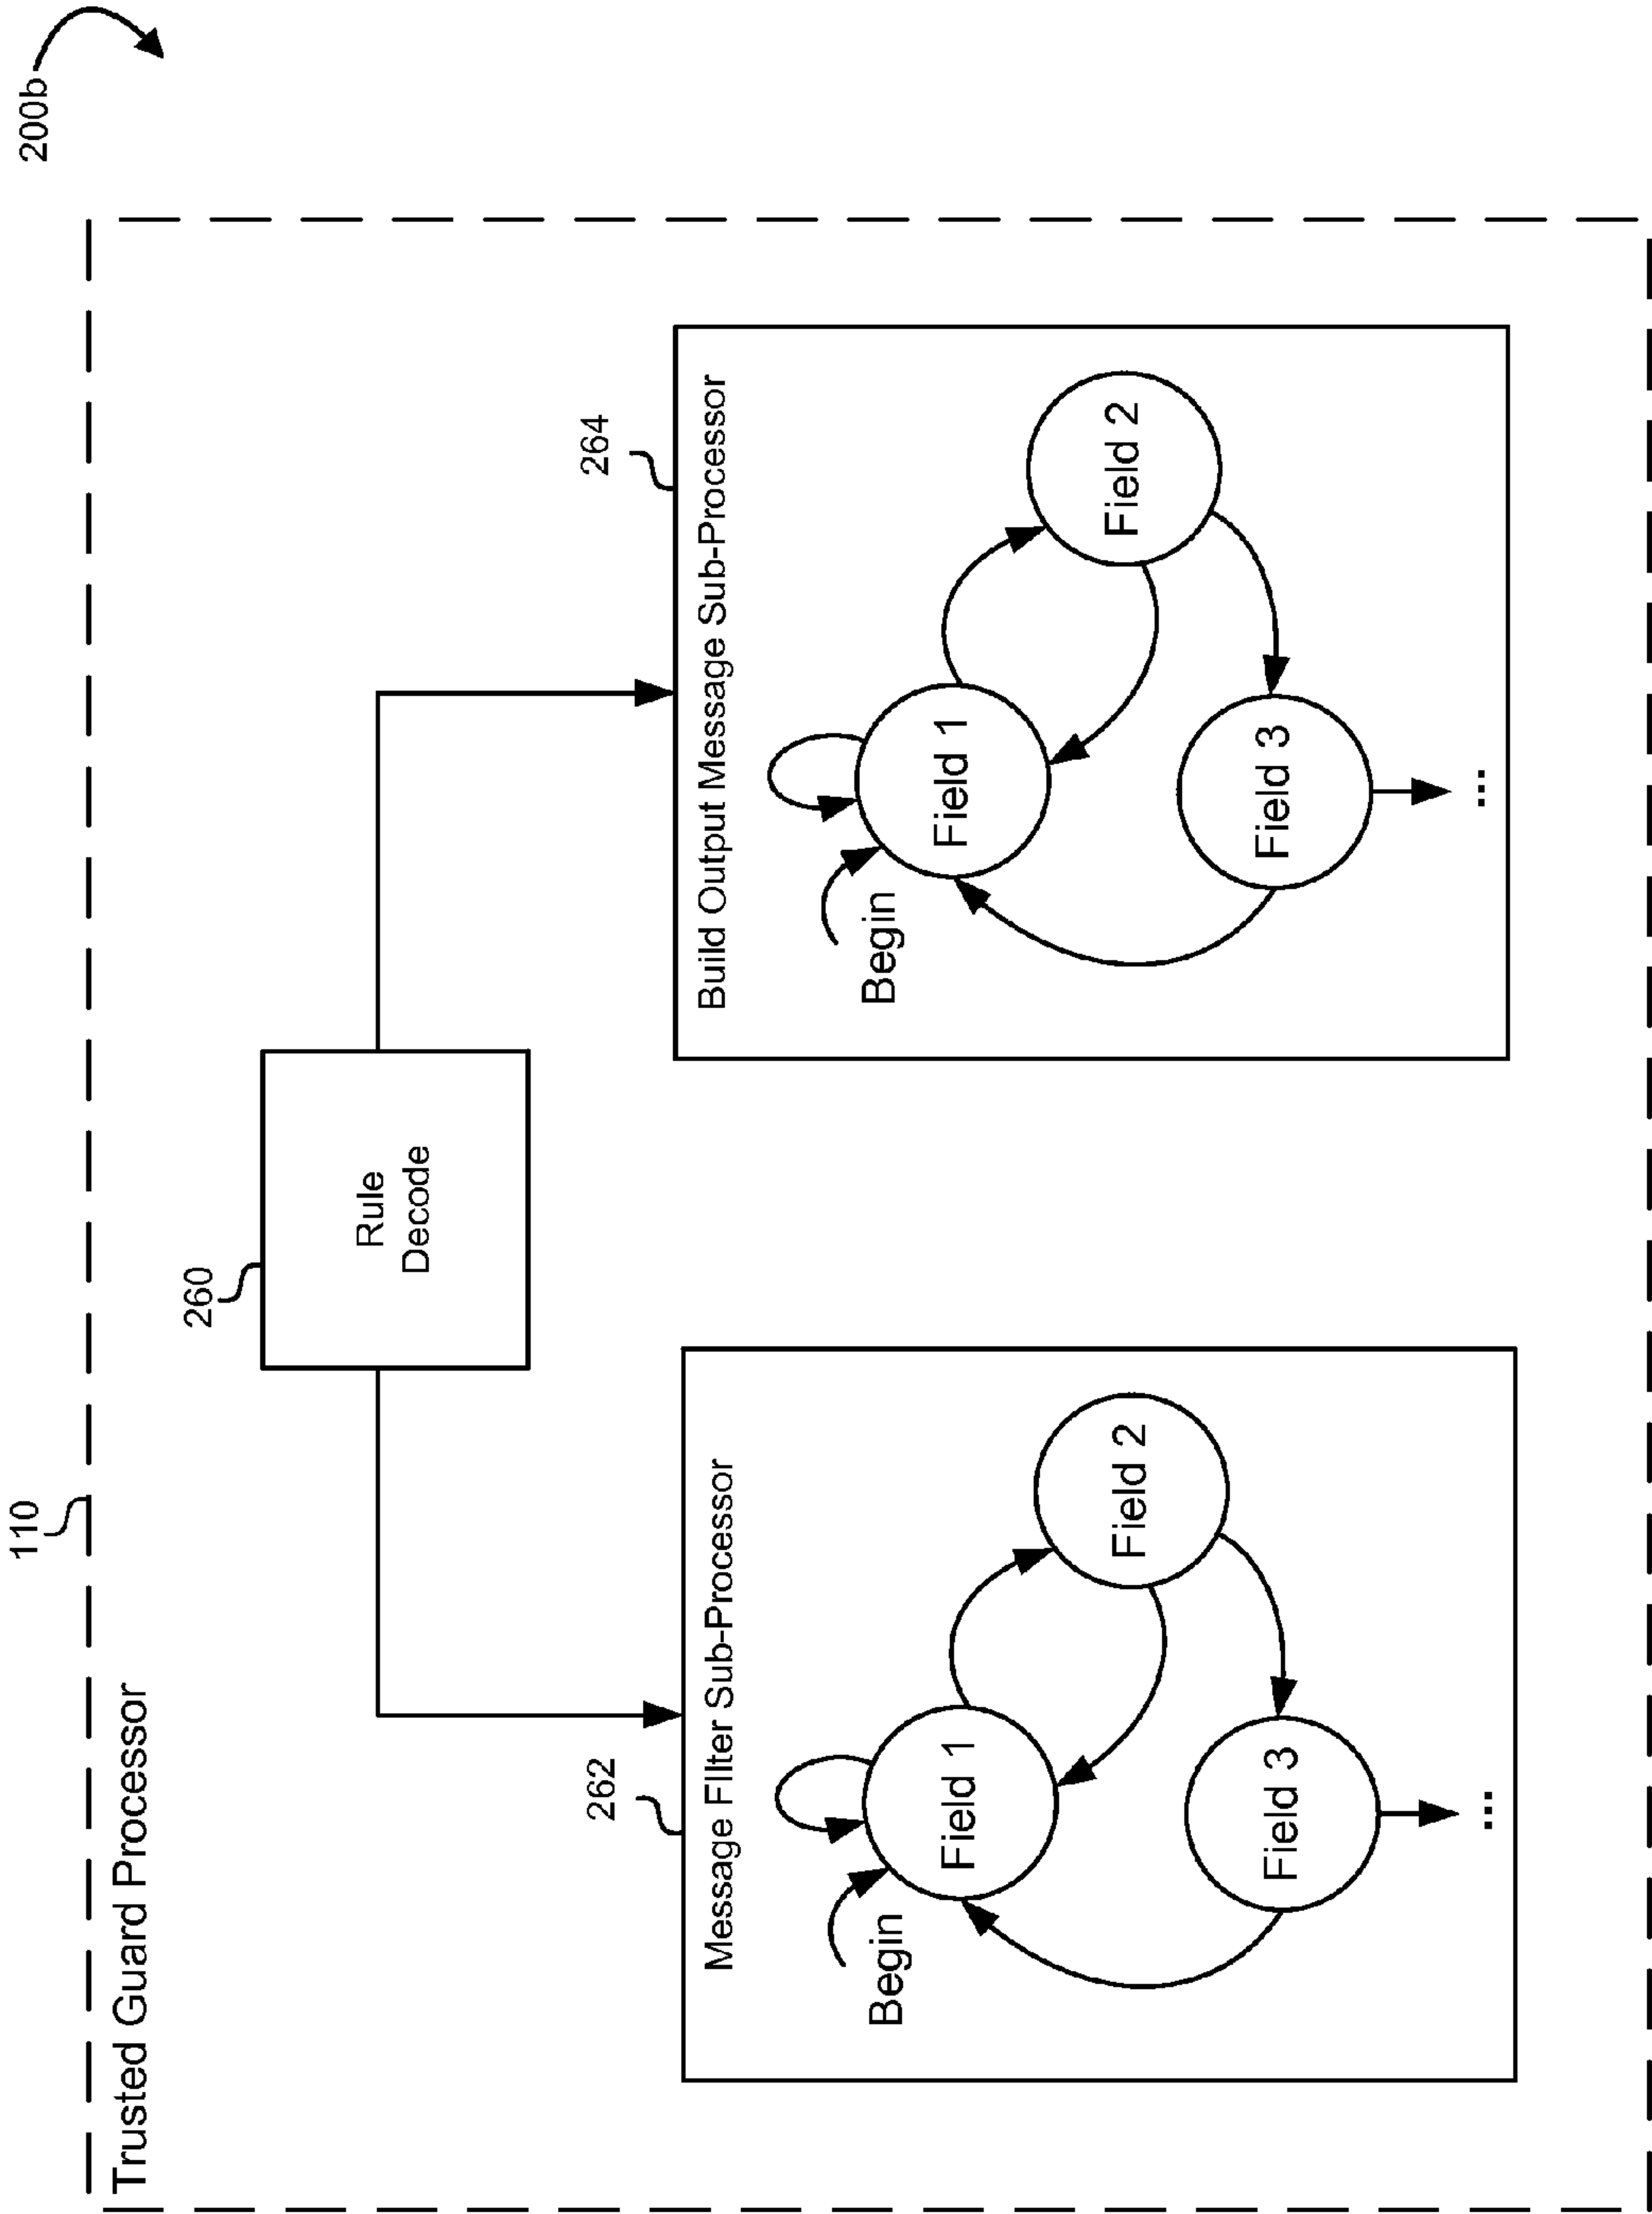 200b
110
Trusted Guard Processor
260
Rule
Decode
262
Message FIlter Sub-Processor
Begin
Field 1
Field 2
Field 3
...
264
Build Output Message Sub-Processor
Begin
Field 1
Field 2
Field 3
...